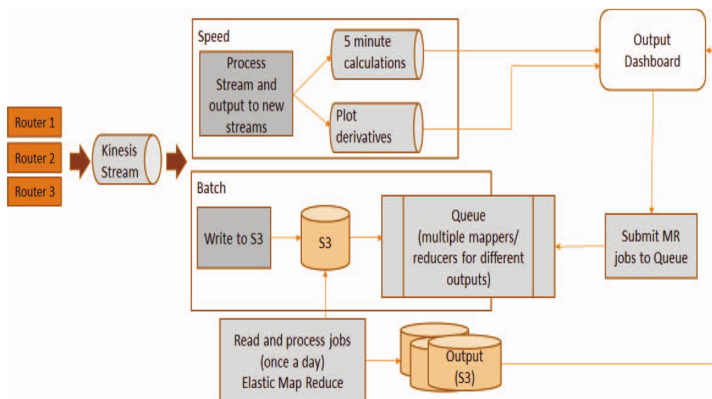 Speed
Process
Stream and
output to new
streams
5 minute
calculations
Plot
derivatives
Output
Dashboard
Router 1
Router 2
Router 3
Kinesis
Stream
Batch
Write to S3
S3
Queue
(multiple mappers/
reducers for different
outputs)
Submit MR
jobs to Queue
Read and process jobs
(once a day)
Elastic Map Reduce
Output
(S3)